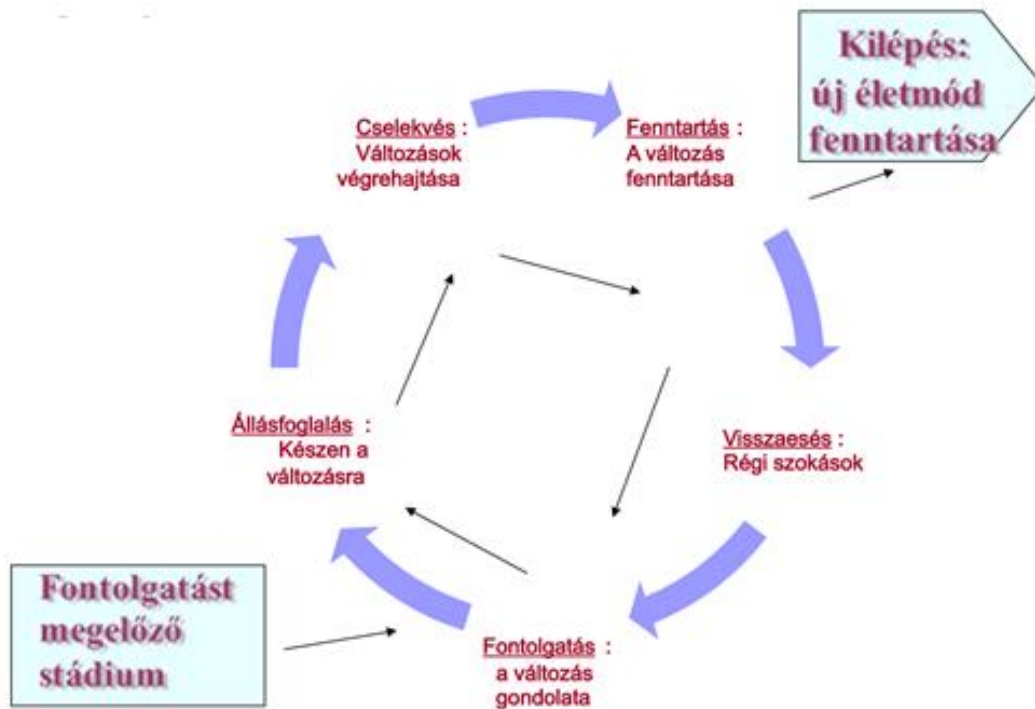 Kilépés:
új életmód
fenntartása
Cselekvés :
Változások
végrehajtása
Fenntartás :
A változás
fenntartása
Állásfoglalás :
Készen a
változásra
Visszaesés :
Régi szokások
Fontolgatást
megelőző
stádium
Fontolgatás :
a változás
gondolata